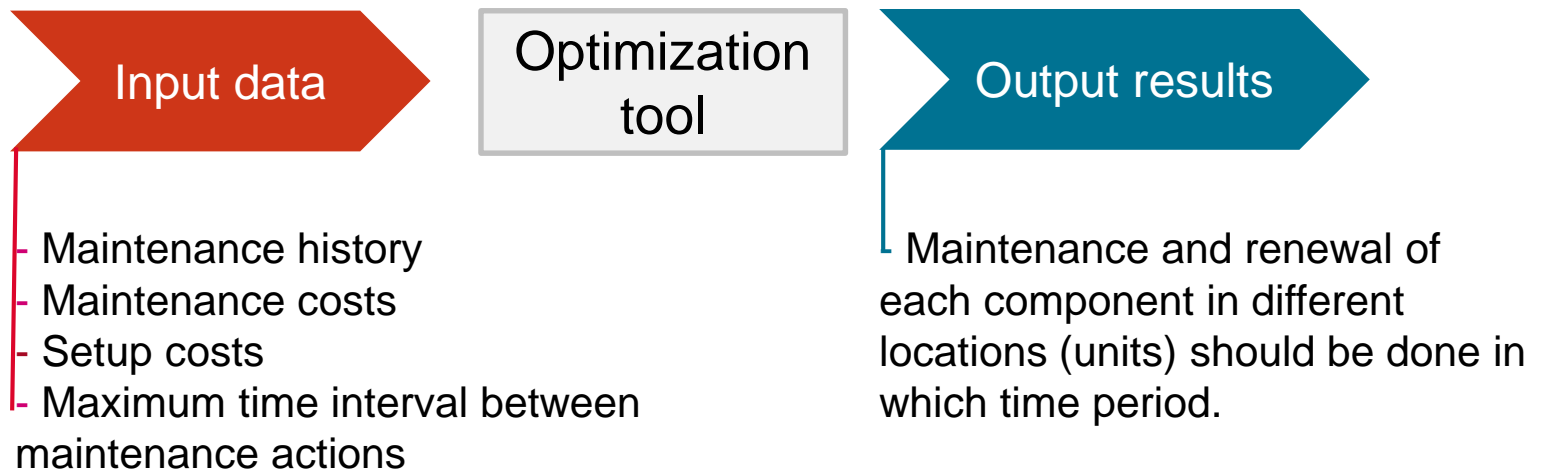 Input data
Optimization
tool
Output results
- Maintenance history
- Maintenance costs
- Setup costs
- Maximum time interval between
maintenance actions
- Maintenance and renewal of
each component in different
locations (units) should be done in
which time period.